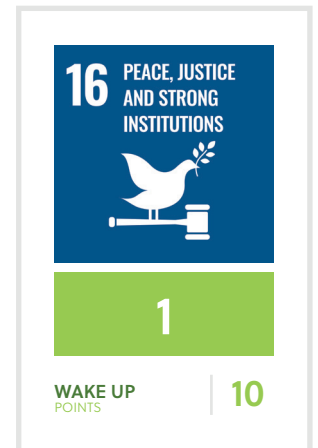 16 PEACE, JUSTICE
AND STRONG
INSTITUTIONS
1
WAKE UP
POINTS
10